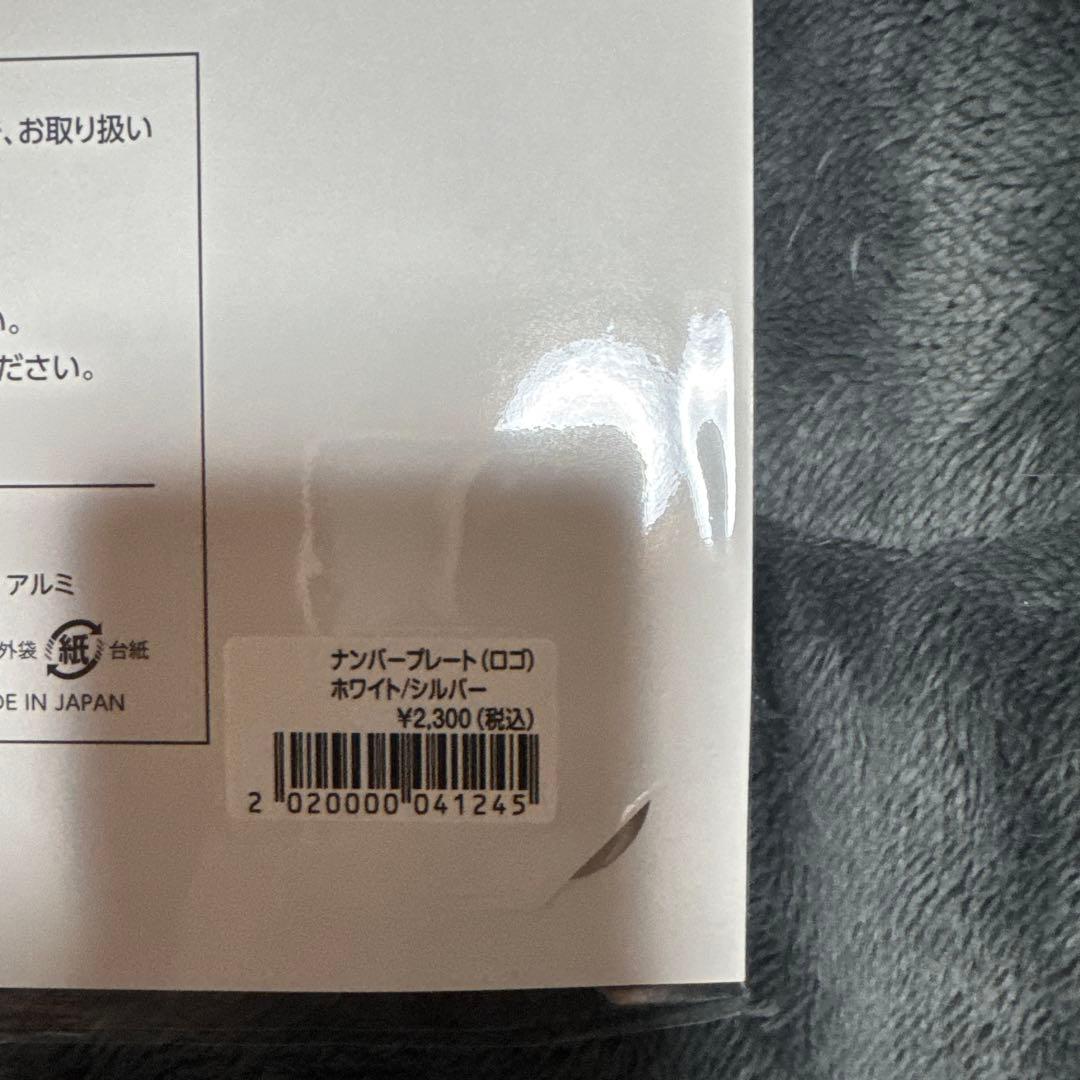 、お取り扱い
い。
ださい。
アルミ
外袋 紙 台紙
DE IN JAPAN
ナンバープレート(ロゴ)
ホワイト/シルバー
¥2,300(税込)
2 020000 041245